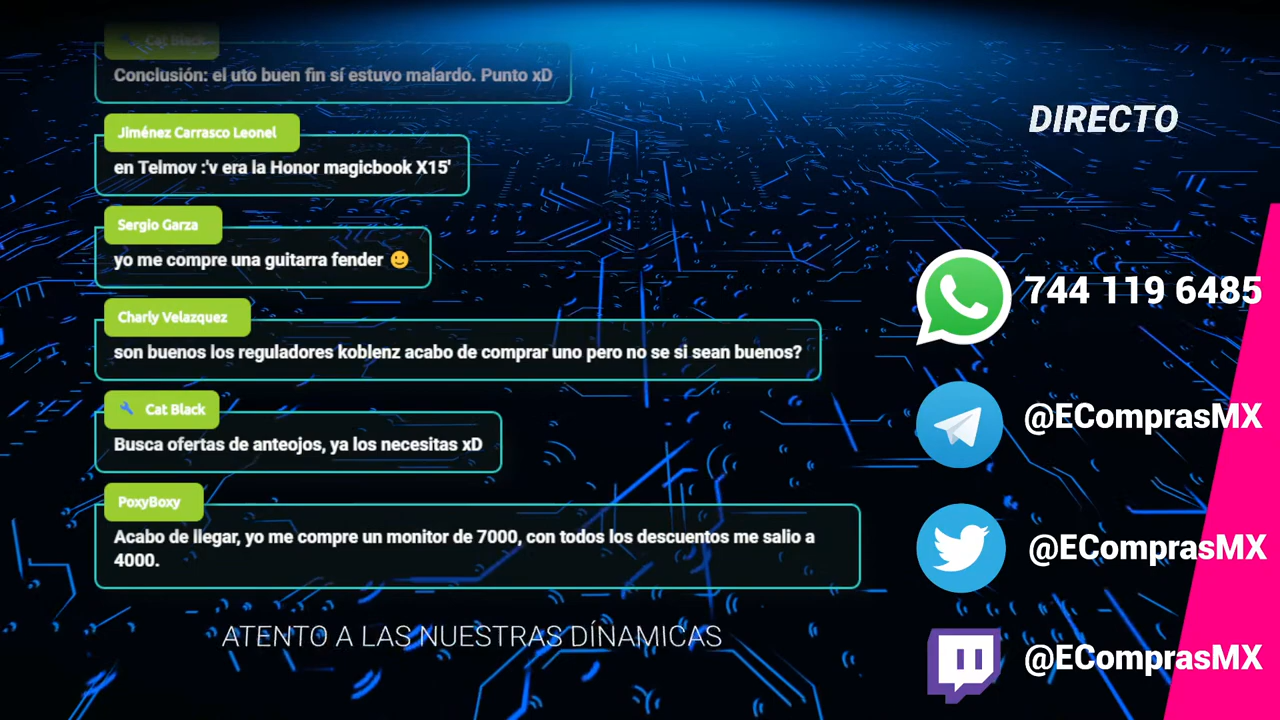 Cat Black
Conclusión: el uto buen fin sí estuvo malardo. Punto xD
Jiménez Carrasco Leonel
en Telmov :'v era la Honor magicbook X15'
Sergio Garza
yo me compre una guitarra fender
Charly Velazquez
son buenos los reguladores koblenz acabo de comprar uno pero no se si sean buenos?
Cat Black
Busca ofertas de anteojos, ya los necesitas xD
PoxyBoxy
Acabo de llegar, yo me compre un monitor de 7000, con todos los descuentos me salio a
4000.
ATENTO A LAS NUESTRAS DÍNAMICAS
DIRECTO
744 119 6485
@EComprasMX
@EComprasMX
@EComprasMX